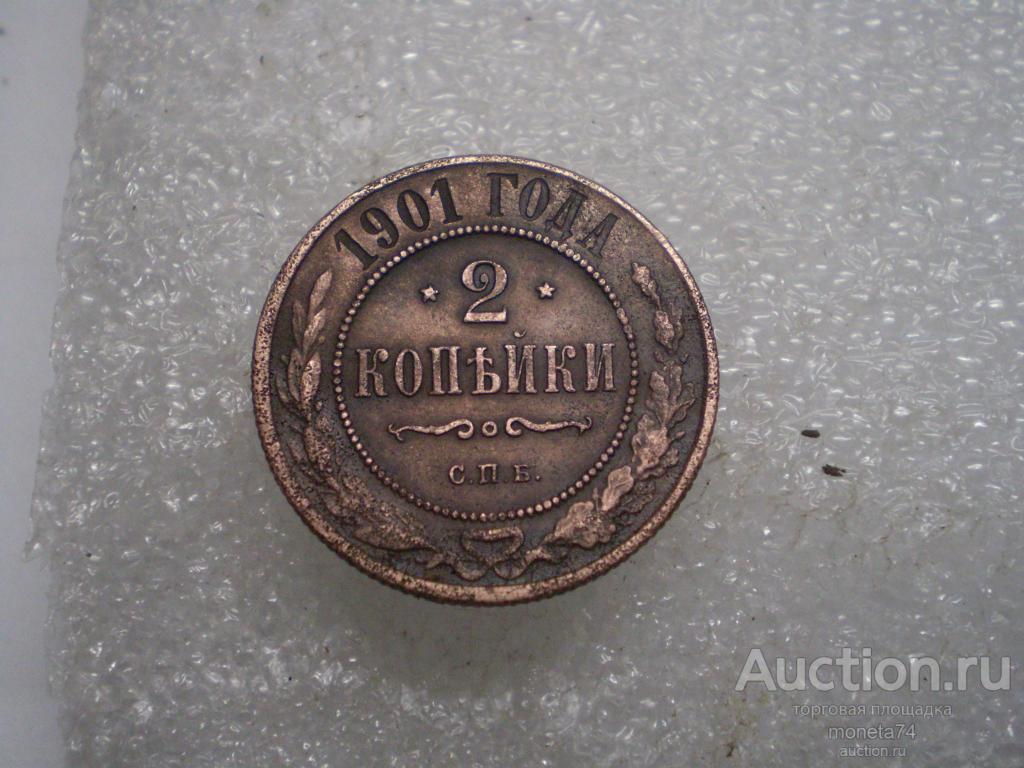 1901 ГОДА
2
КОПѢЙКИ
С.П.Б.
Auction.ru
торговая площадка
moneta74
auction.ru